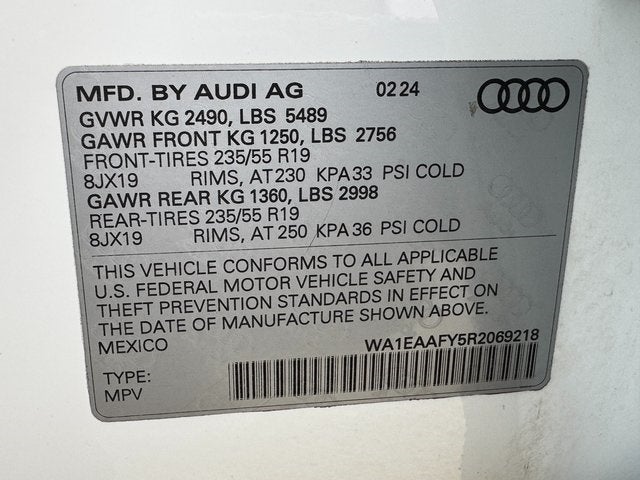 MFD. BY AUDI AG 02 24
GVWR KG 2490, LBS 5489
GAWR FRONT KG 1250, LBS 2756
FRONT-TIRES 235/55 R19
8JX19 RIMS, AT 230 KPA 33 PSI COLD
GAWR REAR KG 1360, LBS 2998
REAR-TIRES 235/55 R19
8JX19 RIMS, AT 250 KPA 36 PSI COLD
THIS VEHICLE CONFORMS TO ALL APPLICABLE
U.S. FEDERAL MOTOR VEHICLE SAFETY AND
THEFT PREVENTION STANDARDS IN EFFECT ON
THE DATE OF MANUFACTURE SHOWN ABOVE.
MEXICO WA1EAAFY5R2069218
TYPE:
MPV